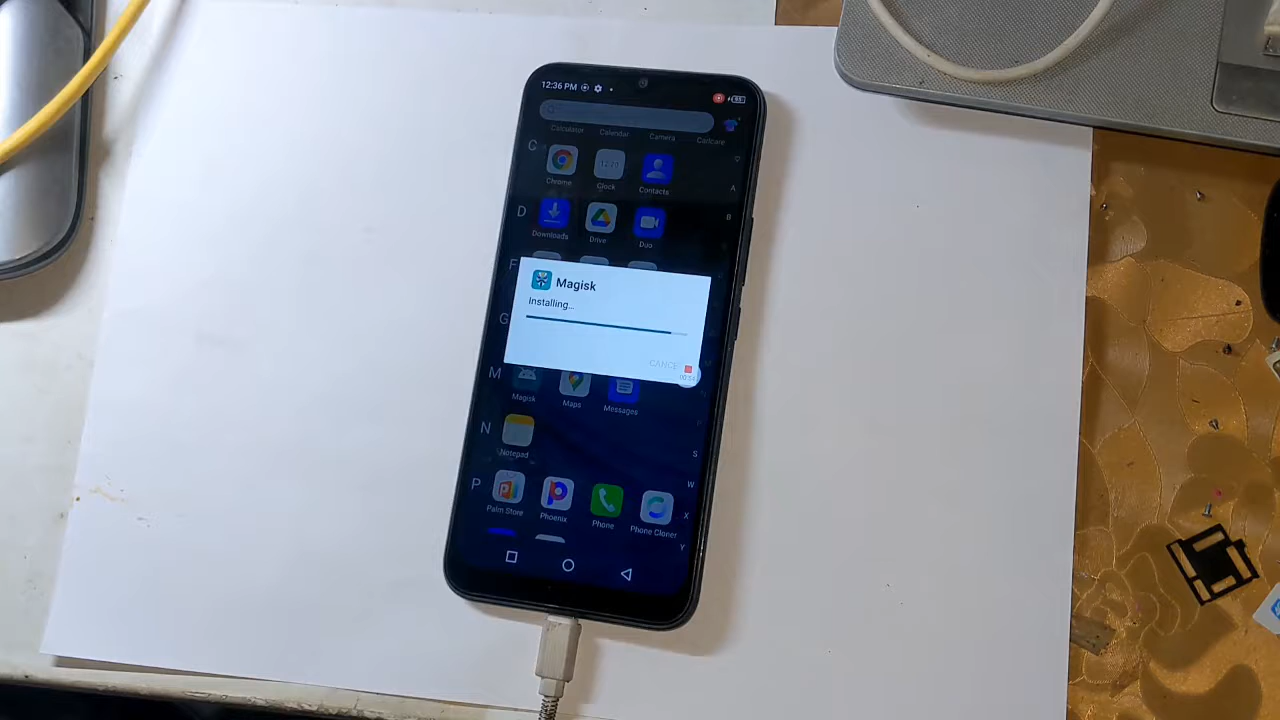 12:36 PM
Calculator Calendar Camera Carlcare
C
Chrome Clock Contacts
A
D
B
Downloads Drive Duo
F
Magisk
Installing...
G
CANCEL
M
Magisk Maps Messages
N
Notepad
S
P
W
Palm Store Phoenix Phone Phone Cloner
X
Y